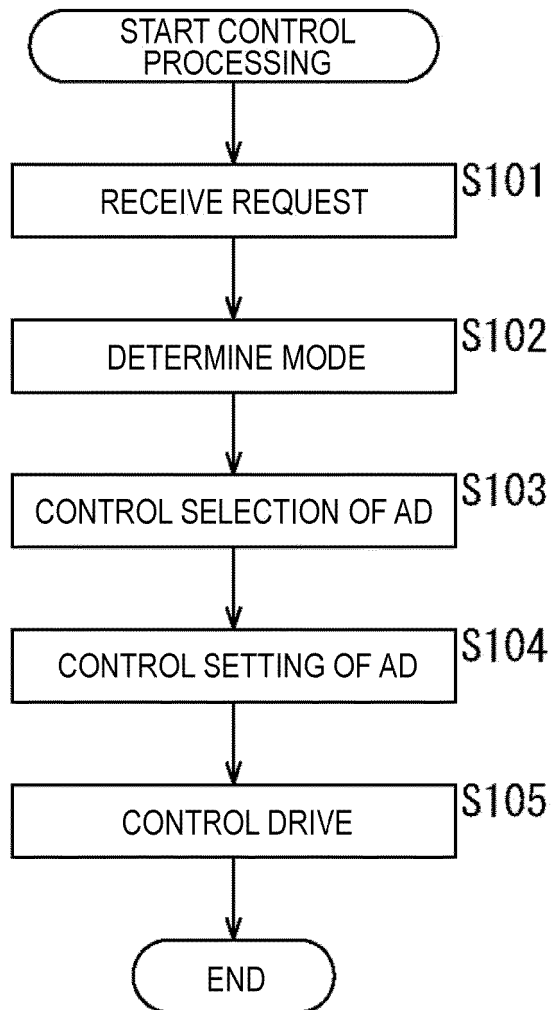 START CONTROL
PROCESSING
S101
RECEIVE REQUEST
S102
DETERMINE MODE
S103
CONTROL SELECTION OF AD
S104
CONTROL SETTING OF AD
S105
CONTROL DRIVE
END